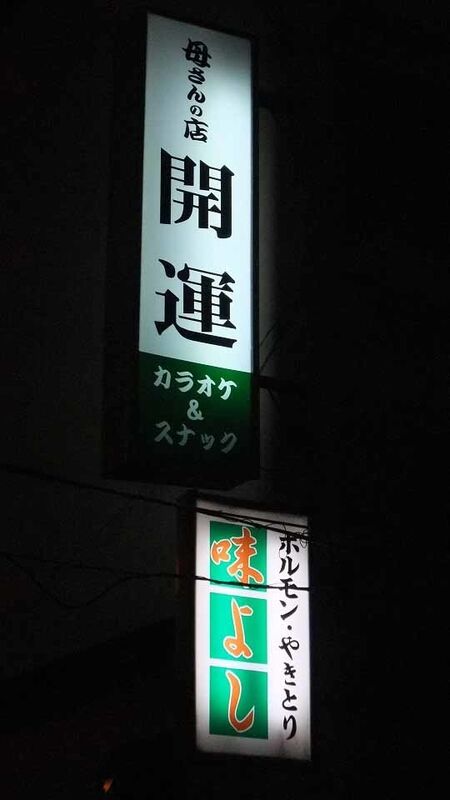 母さんの店
開運
カラオケ
&
スナック
ホルモン・やきとり
味よし